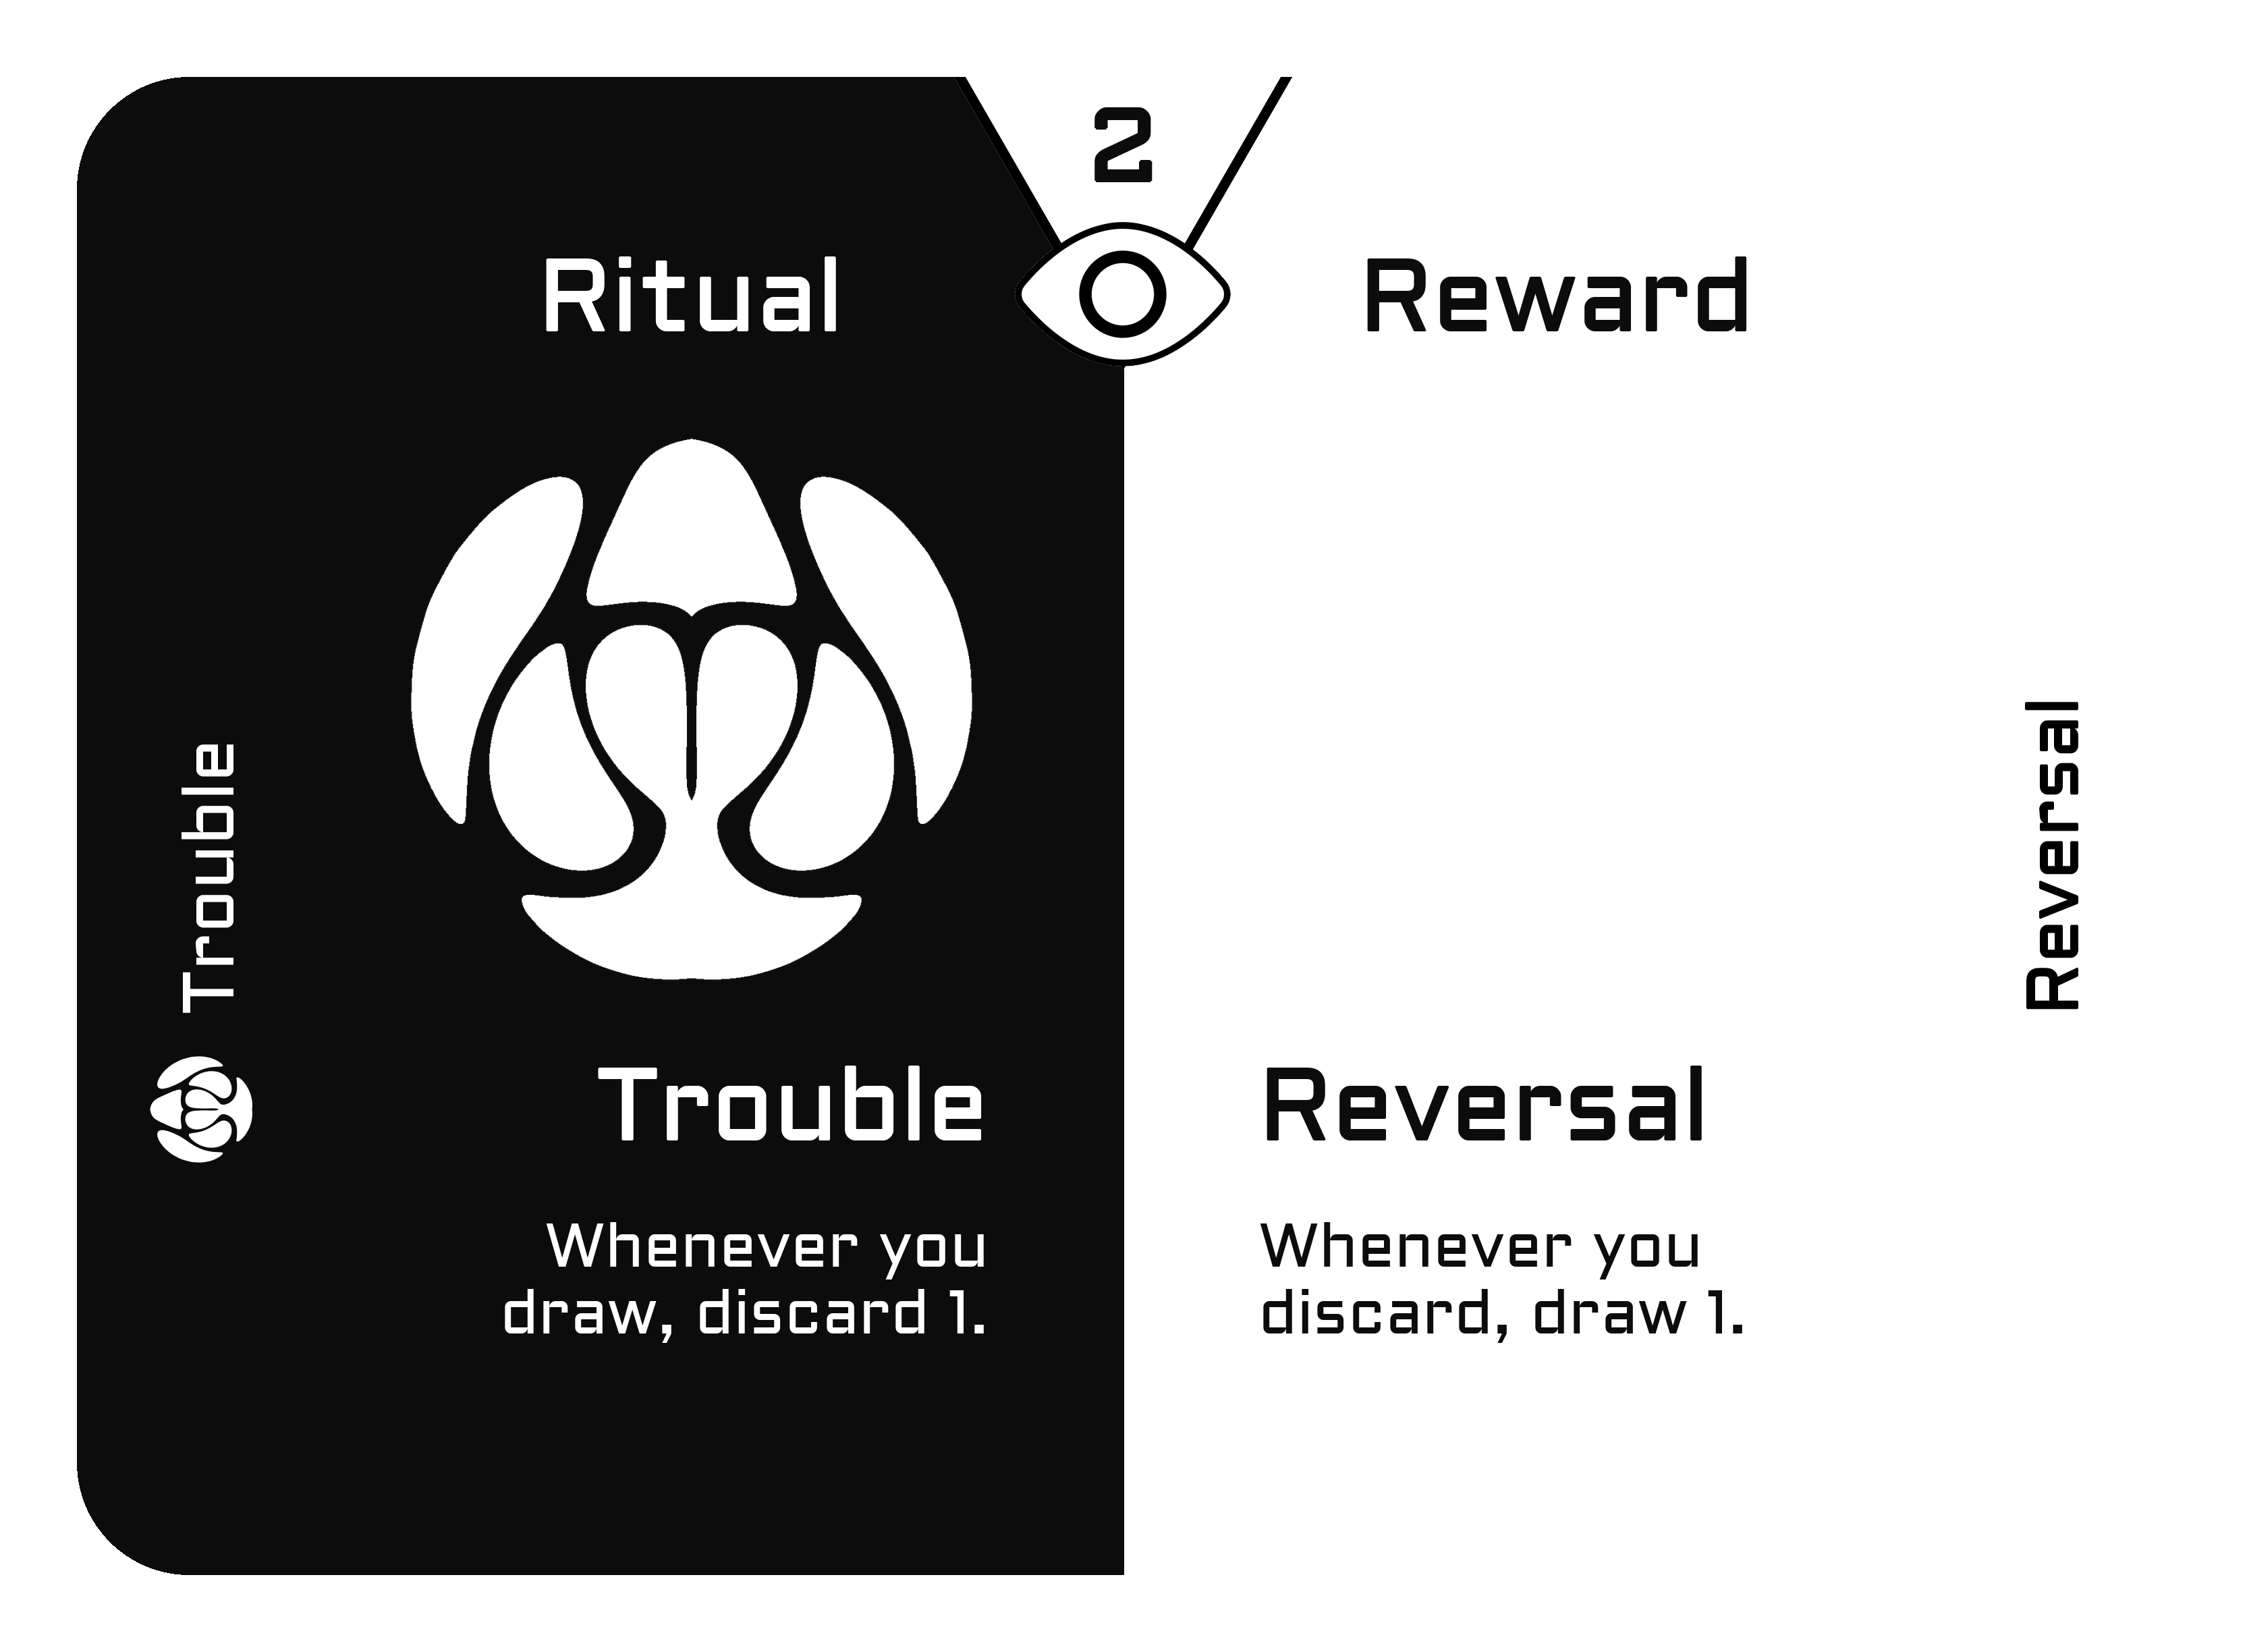 2
Ritual
Reward
Trouble
Reversal
Trouble
Whenever you
draw, discard 1.
Reversal
Whenever you
discard, draw 1.